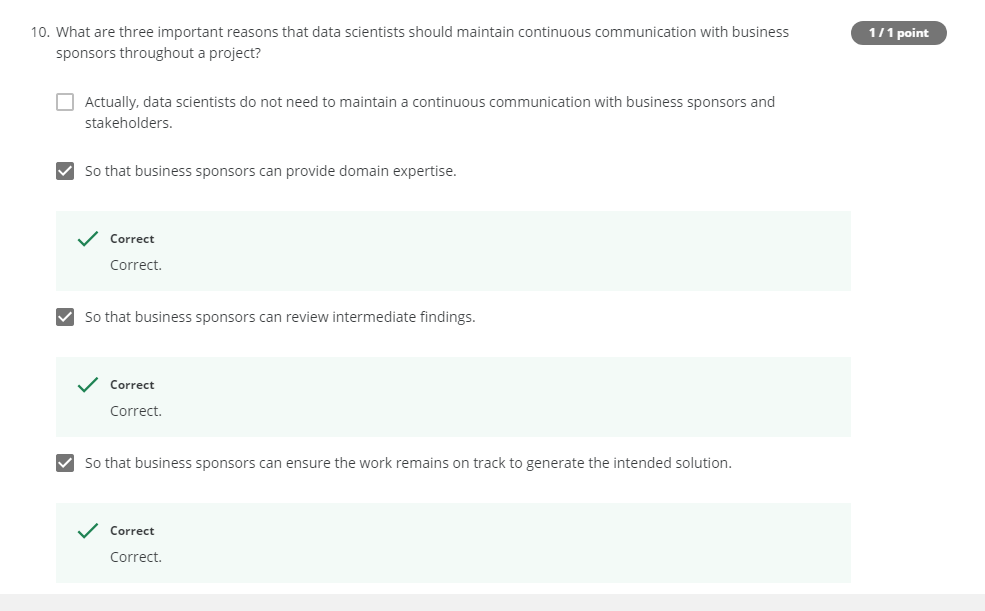 10. What are three important reasons that data scientists should maintain continuous communication with business
sponsors throughout a project?
1 / 1 point
Actually, data scientists do not need to maintain a continuous communication with business sponsors and
stakeholders.
So that business sponsors can provide domain expertise.
Correct
Correct.
So that business sponsors can review intermediate findings.
Correct
Correct.
So that business sponsors can ensure the work remains on track to generate the intended solution.
Correct
Correct.